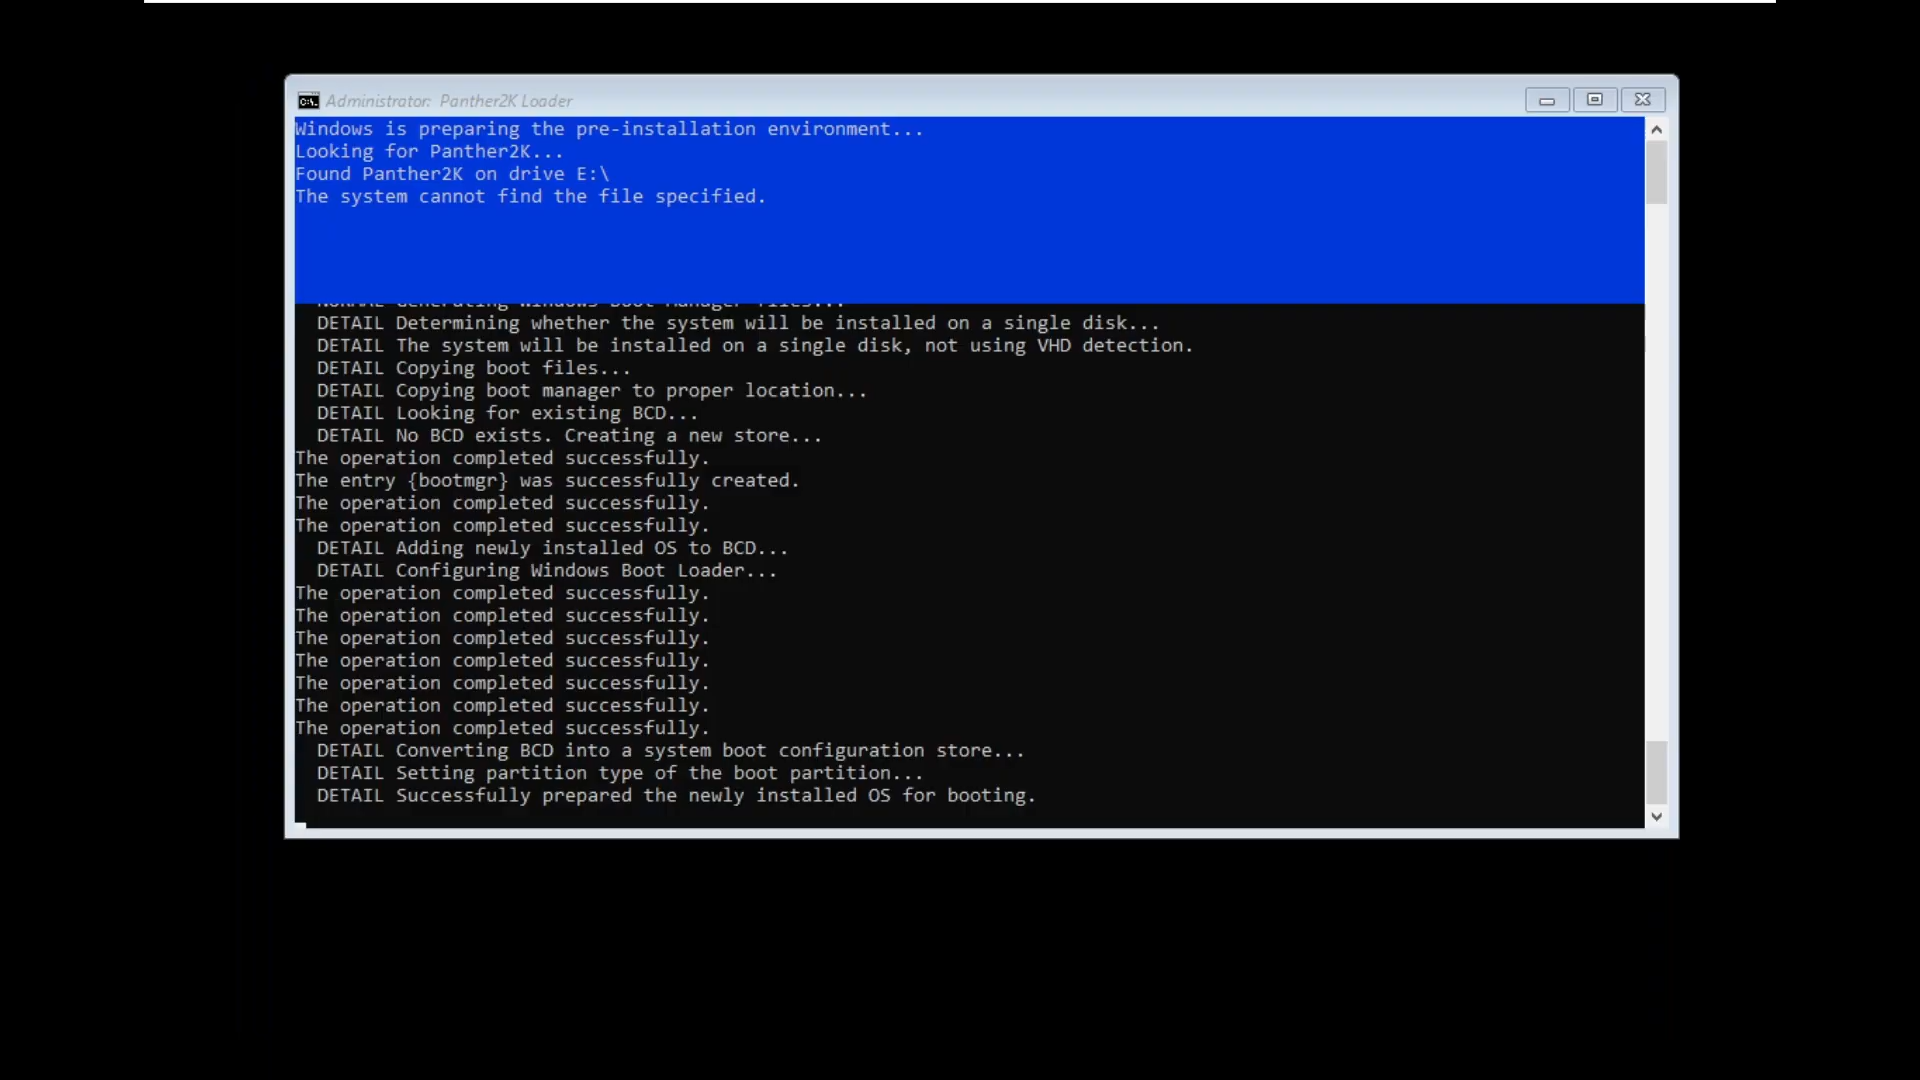 Administrator: Panther2K Loader
Windows is preparing the pre-installation environment...
Looking for Panther2K...
Found Panther2K on drive E:\
The system cannot find the file specified.
NORMAL Generating Windows Boot Manager files...
DETAIL Determining whether the system will be installed on a single disk...
DETAIL The system will be installed on a single disk, not using VHD detection.
DETAIL Copying boot files...
DETAIL Copying boot manager to proper location...
DETAIL Looking for existing BCD...
DETAIL No BCD exists. Creating a new store...
The operation completed successfully.
The entry {bootmgr} was successfully created.
The operation completed successfully.
The operation completed successfully.
DETAIL Adding newly installed OS to BCD...
DETAIL Configuring Windows Boot Loader...
The operation completed successfully.
The operation completed successfully.
The operation completed successfully.
The operation completed successfully.
The operation completed successfully.
The operation completed successfully.
The operation completed successfully.
DETAIL Converting BCD into a system boot configuration store...
DETAIL Setting partition type of the boot partition...
DETAIL Successfully prepared the newly installed OS for booting.